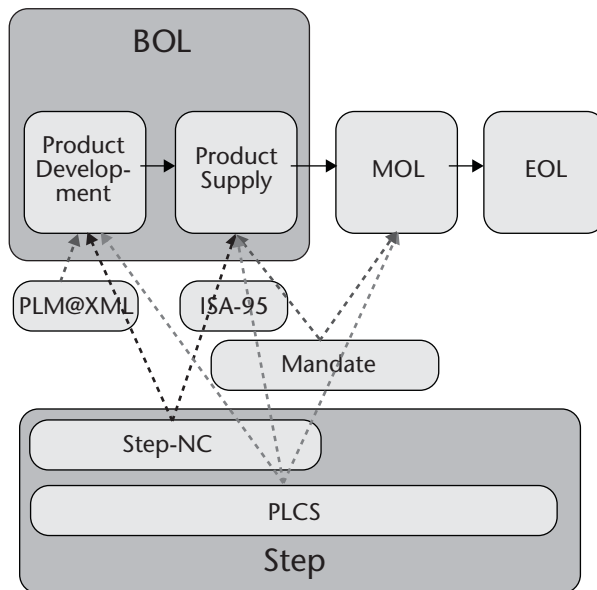 BOL
Product
Develop-
ment
Product
Supply
MOL
EOL
PLM@XML
ISA-95
Mandate
Step-NC
PLCS
Step